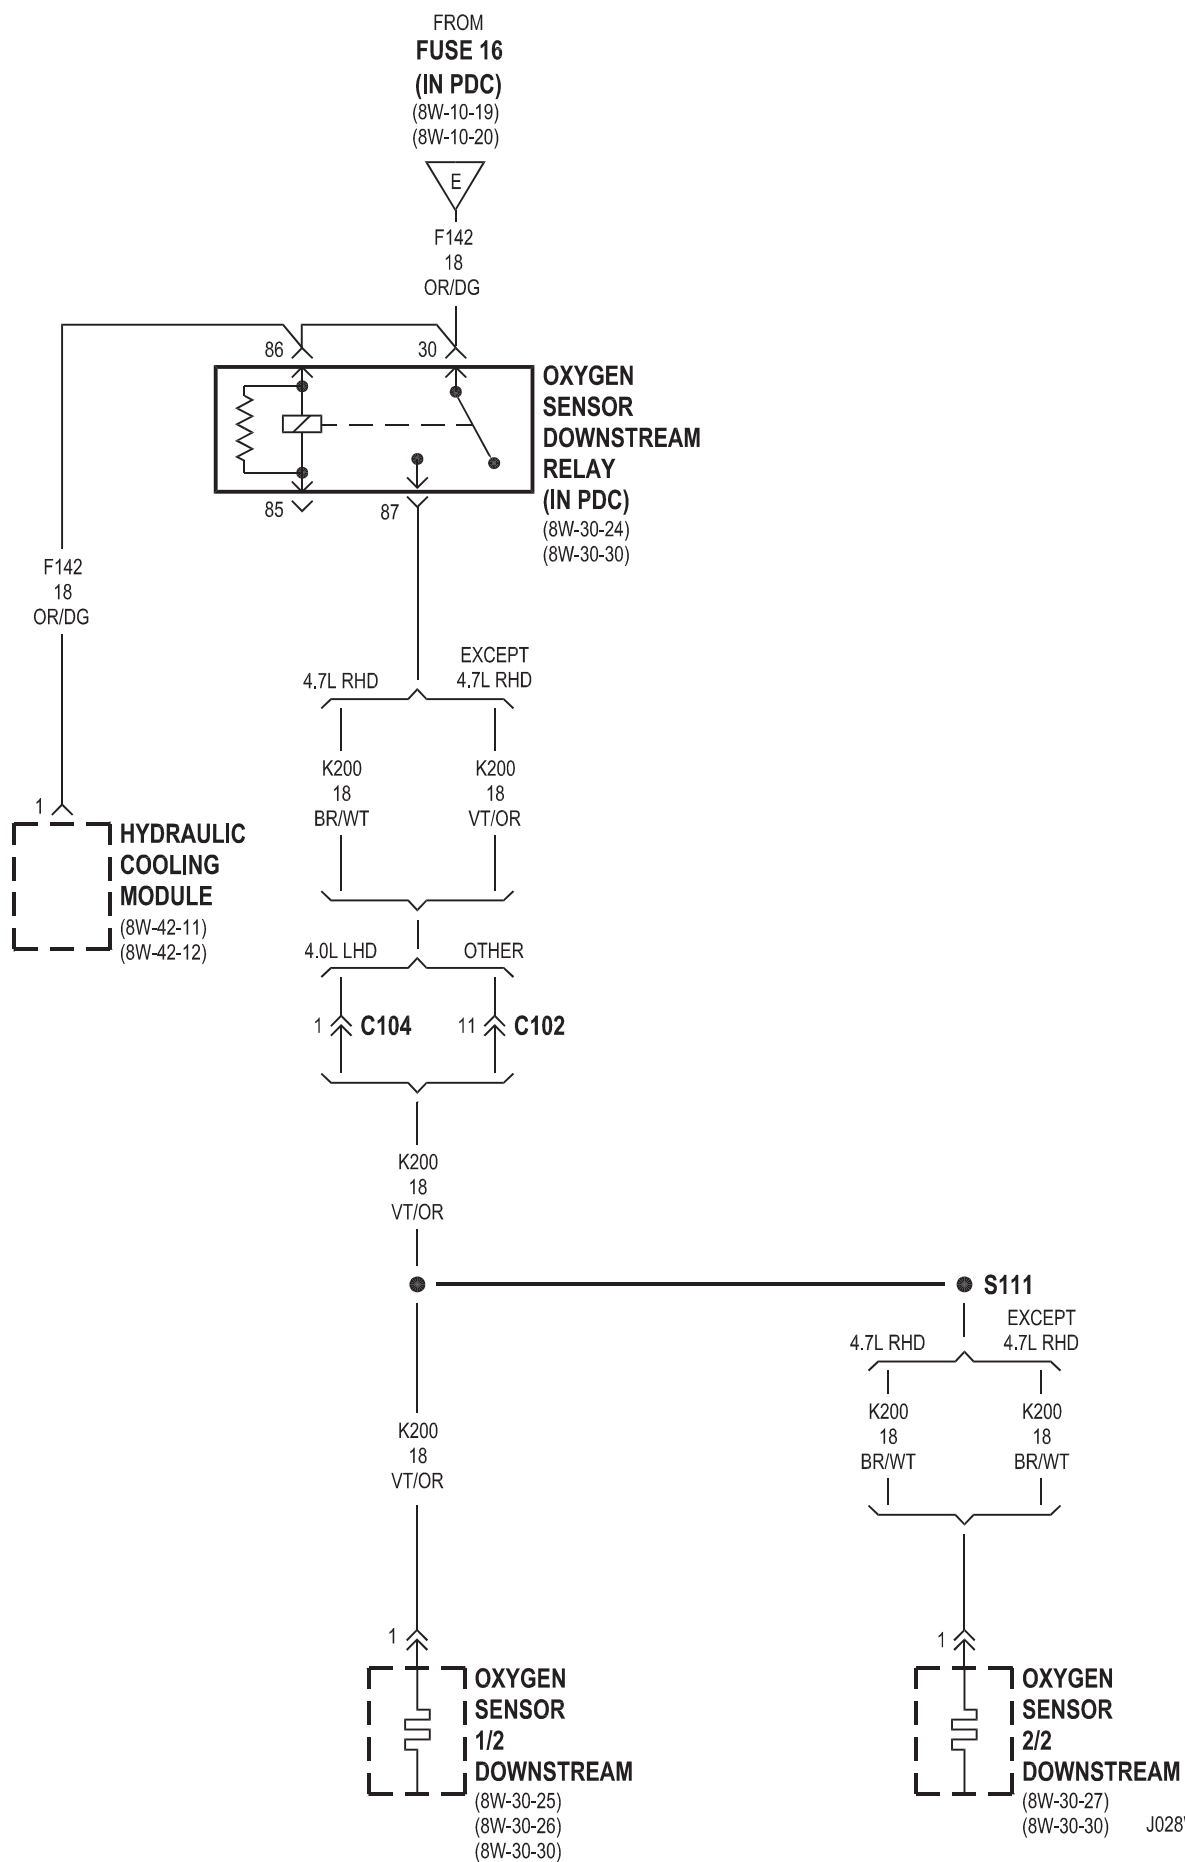 FROM
FUSE 16
(IN PDC)
(8W-10-19)
(8W-10-20)
E
F142
18
OR/DG
86
30
OXYGEN
SENSOR
DOWNSTREAM
RELAY
(IN PDC)
(8W-30-24)
(8W-30-30)
85
87
F142
18
OR/DG
4.7L RHD
EXCEPT
4.7L RHD
K200
18
BR/WT
K200
18
VT/OR
1
HYDRAULIC
COOLING
MODULE
(8W-42-11)
(8W-42-12)
4.0L LHD
OTHER
1
C104
11
C102
K200
18
VT/OR
S111
4.7L RHD
EXCEPT
4.7L RHD
K200
18
VT/OR
K200
18
BR/WT
K200
18
BR/WT
1
OXYGEN
SENSOR
1/2
DOWNSTREAM
(8W-30-25)
(8W-30-26)
(8W-30-30)
1
OXYGEN
SENSOR
2/2
DOWNSTREAM
(8W-30-27)
(8W-30-30)